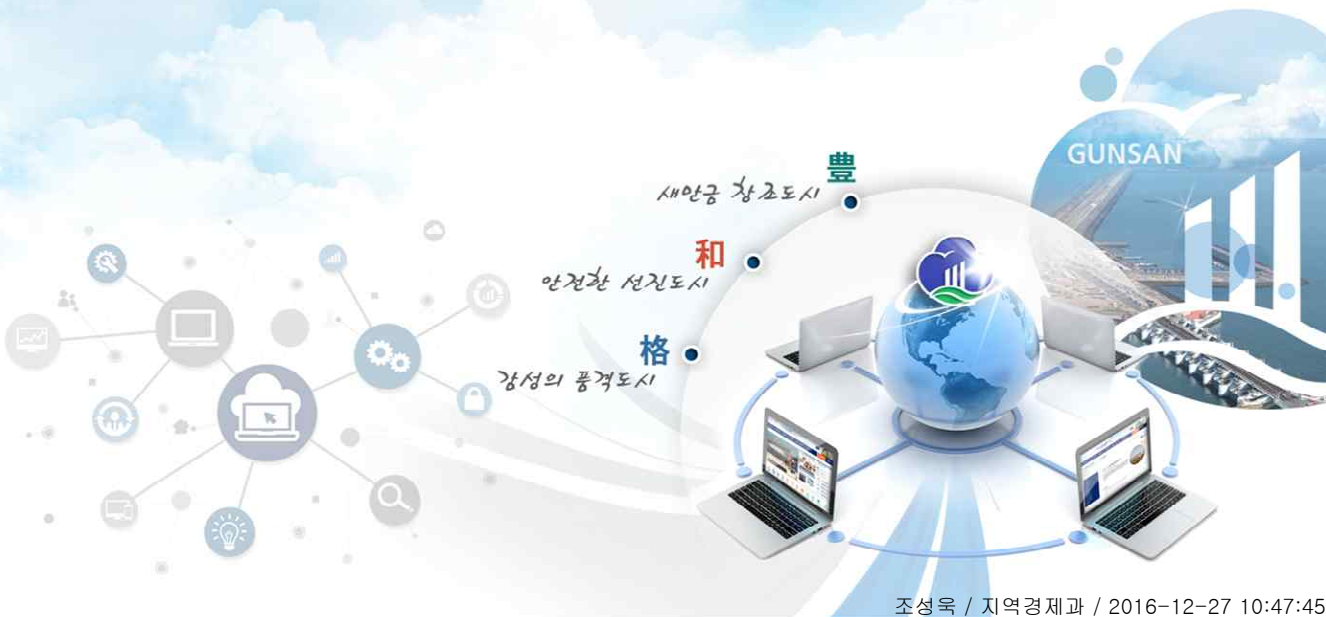 GUNSAN
豊
새만금 창조도시
和
안전한 선진도시
格
감성의 품격도시
조성욱 / 지역경제과 / 2016-12-27 10:47:45